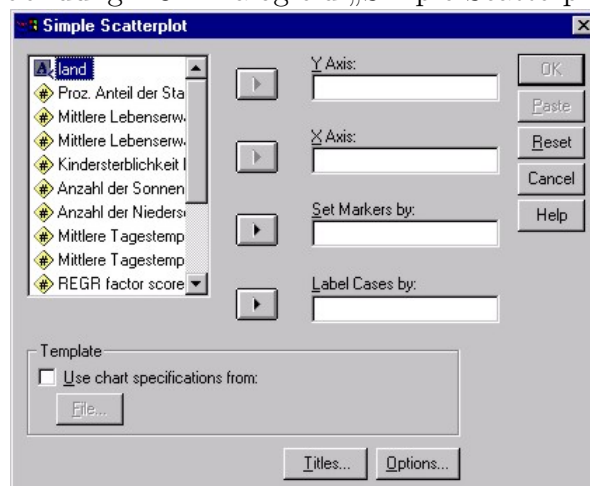 Simple Scatterplot
land
Proz. Anteil der Sta
Mittlere Lebenserw
Mittlere Lebenserw
Kindersterblichkeit
Anzahl der Sonnen
Anzahl der Nieders
Mittlere Tagestemp
Mittlere Tagestemp
REGR factor score
Y Axis:
X Axis:
Set Markers by:
Label Cases by:
OK
Paste
Reset
Cancel
Help
Template
Use chart specifications from:
File...
Titles...
Options...